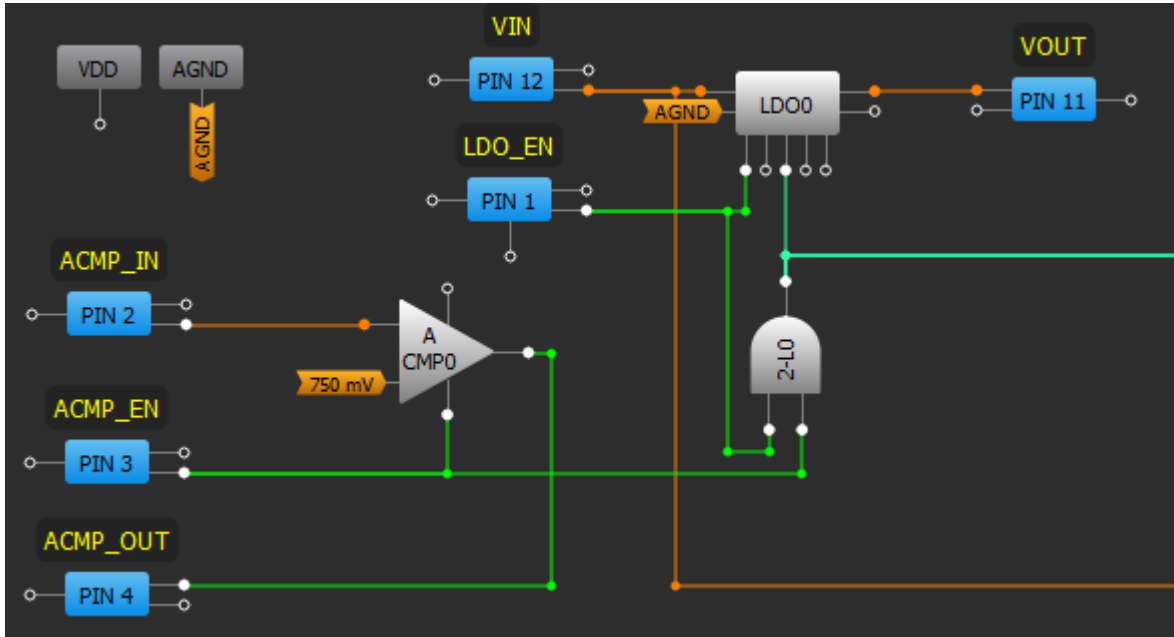 VIN
VOUT
VDD
AGND
PIN 12
LDO0
PIN 11
AGND
AGND
LDO_EN
PIN 1
ACMP_IN
PIN 2
A
CMP0
750 mV
2-L0
ACMP_EN
PIN 3
ACMP_OUT
PIN 4